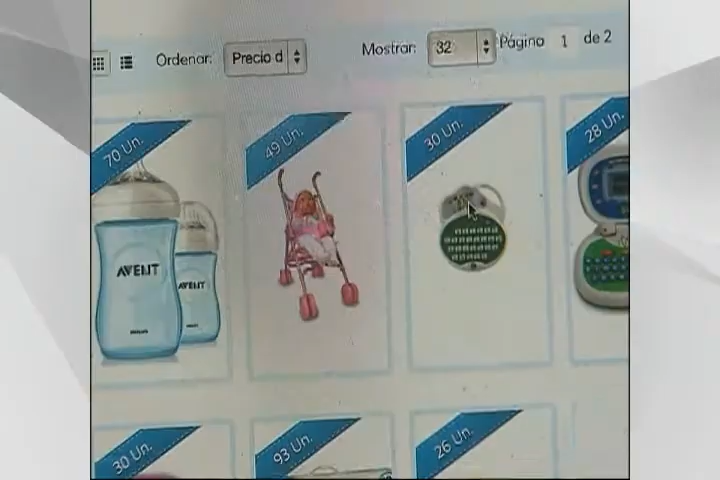 Ordenar: Precio d Mostrar: 32 Página 1 de 2
70 Un.
49 Un.
30 Un.
28 Un.
AVENT
AVENT
30 Un.
93 Un.
26 Un.